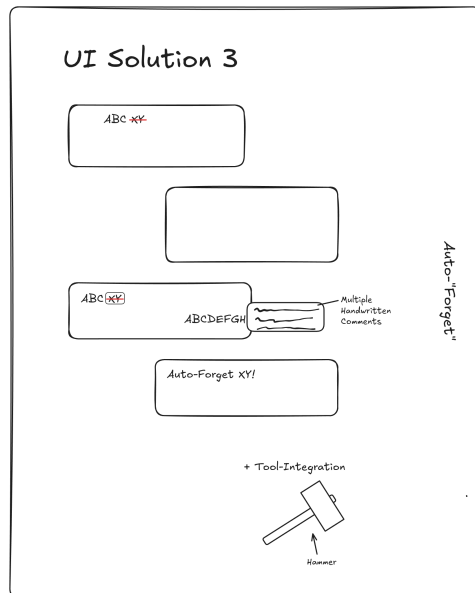 UI Solution 3
ABC XY
ABC XY
ABCDEFGH
Multiple
Handwritten
Comments
Auto-Forget XY!
Auto-"Forget"
+ Tool-Integration
Hammer